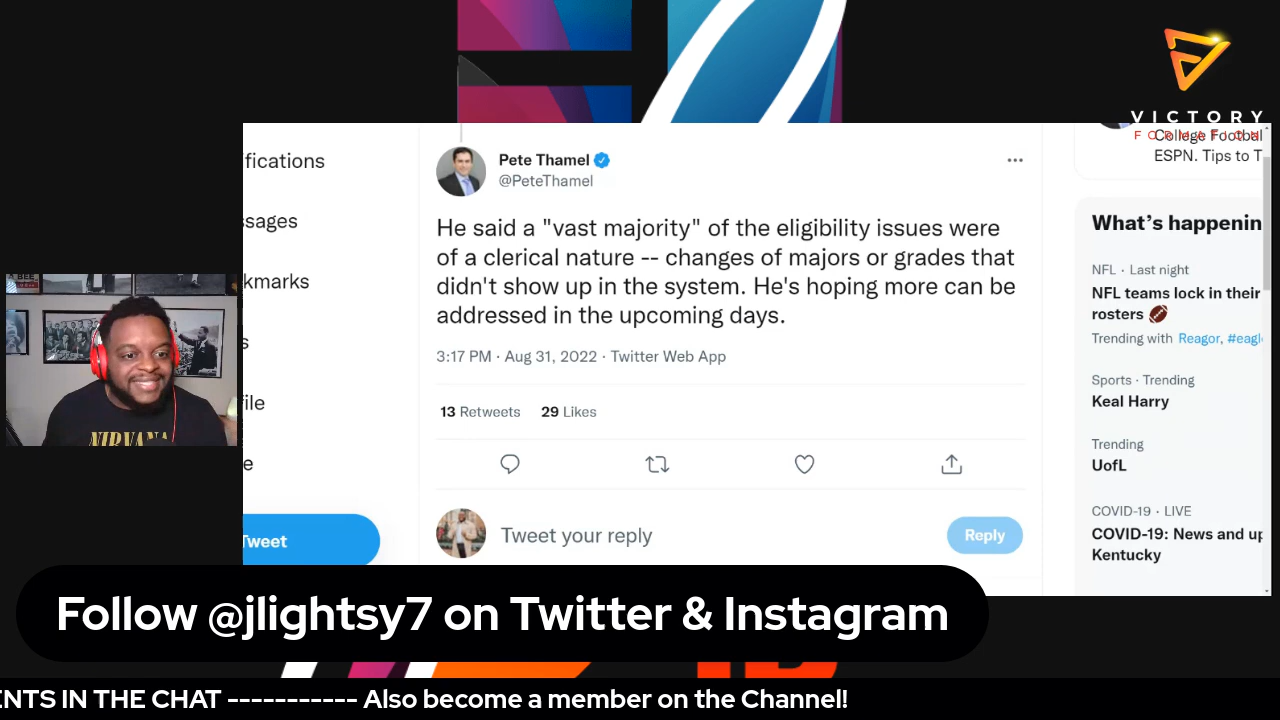 VICTORY
FORMATION
College Footbal
ESPN. Tips to T
fications
ssages
kmarks
s
file
e
Tweet
Pete Thamel
@PeteThamel
He said a "vast majority" of the eligibility issues were
of a clerical nature -- changes of majors or grades that
didn't show up in the system. He's hoping more can be
addressed in the upcoming days.
3:17 PM · Aug 31, 2022 · Twitter Web App
13 Retweets 29 Likes
Tweet your reply
Reply
What's happenin
NFL · Last night
NFL teams lock in their
rosters
Trending with Reagor, #eagl
Sports · Trending
Keal Harry
Trending
UofL
COVID-19 · LIVE
COVID-19: News and up
Kentucky
NIRVANA
Follow @jlightsy7 on Twitter & Instagram
ENTS IN THE CHAT ----------- Also become a member on the Channel!